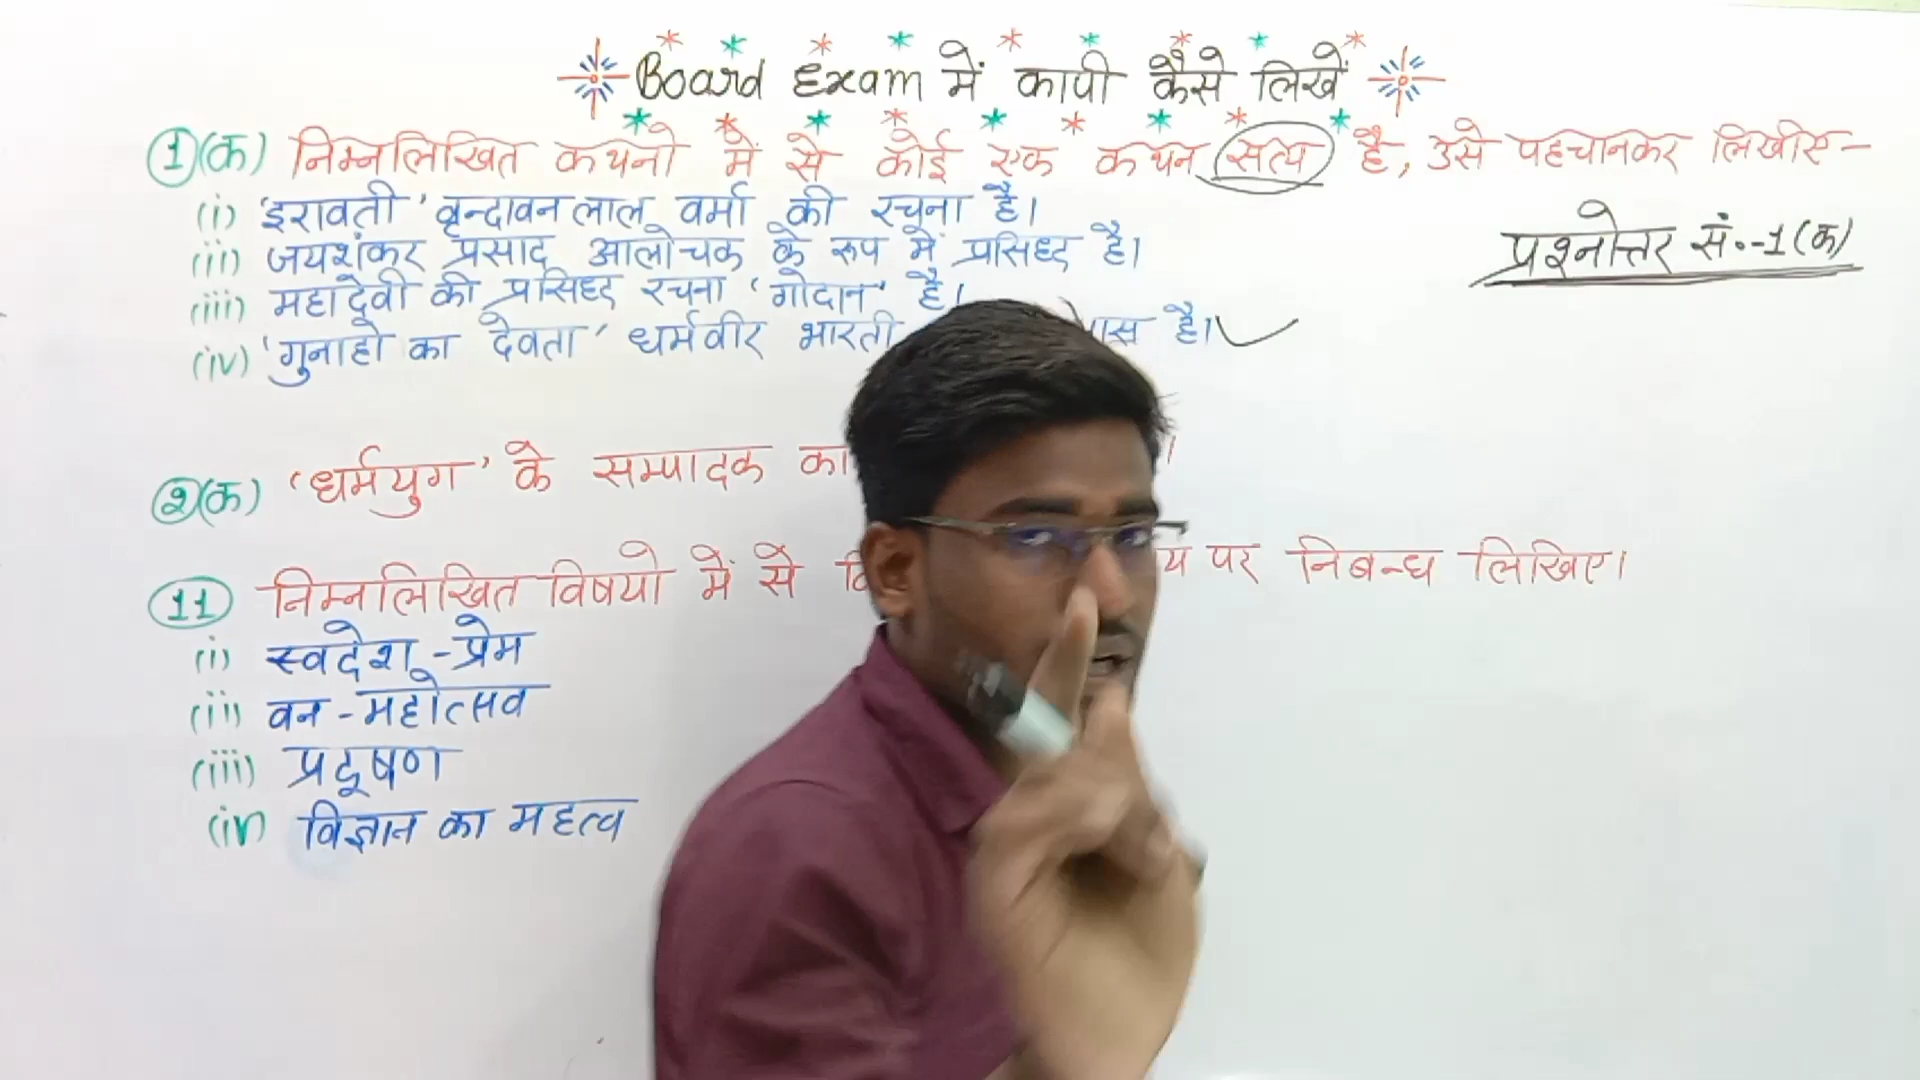 Board Exam में कापी कैसे लिखें
1 (क) निम्नलिखित कथनो में से कोई एक कथन सत्य है, उसे पहचानकर लिखीए-
(i) 'इरावती' वृन्दावनलाल वर्मा की रचना है।
(ii) जयशंकर प्रसाद आलोचक के रूप में प्रसिध्द है।
(iii) महादेवी की प्रसिध्द रचना 'गोदान' है।
(iv) 'गुनाहो का देवता' धर्मवीर भारती है।
प्रश्नोत्तर सं.-1(क)
2(क) 'धर्मयुग' के सम्पादक का
11 निम्नलिखित विषयो में से पर निबन्ध लिखिए।
(i) स्वदेश-प्रेम
(ii) वन-महोत्सव
(iii) प्रदूषण
(iv) विज्ञान का महत्व